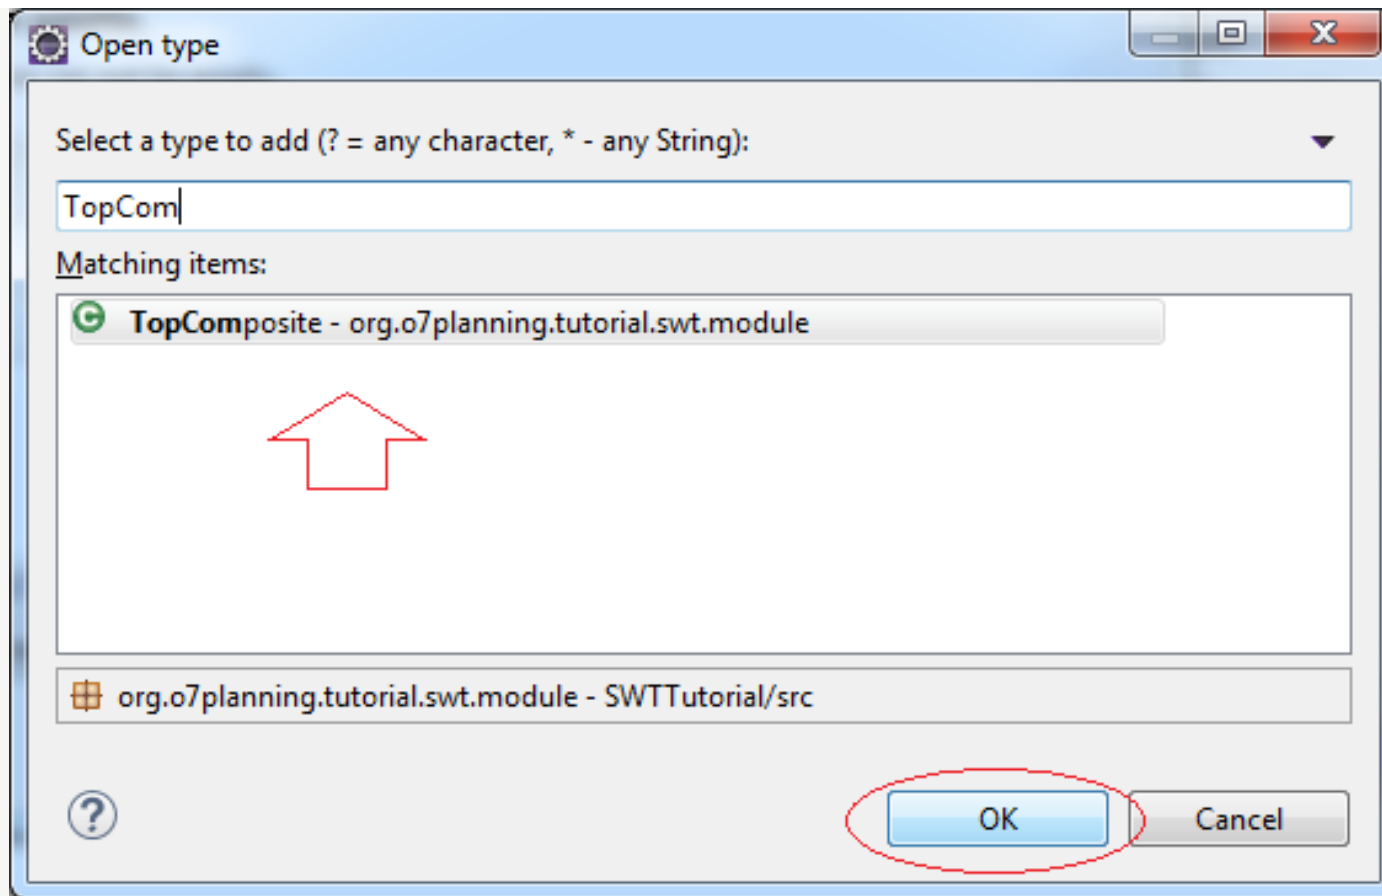 Open type
Select a type to add (? = any character, * - any String):
TopCom
Matching items:
TopComposite - org.o7planning.tutorial.swt.module
org.o7planning.tutorial.swt.module - SWTTutorial/src
OK
Cancel